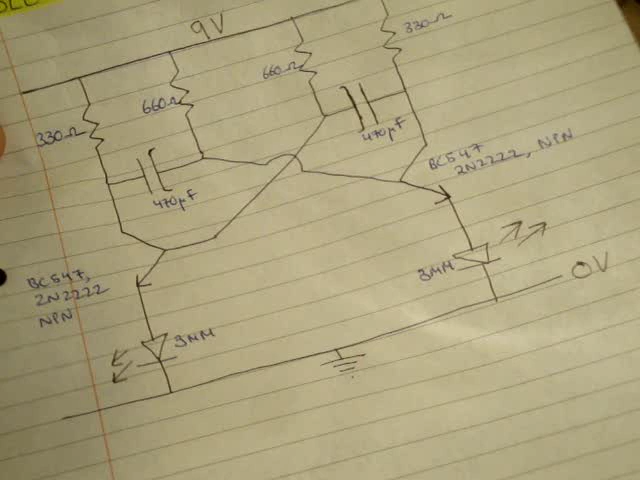 9V
330Ω
660Ω
660Ω
330Ω
470µF
470µF
BC547
2N2222, NPN
BC547,
2N2222
NPN
3MM
3MM
0V